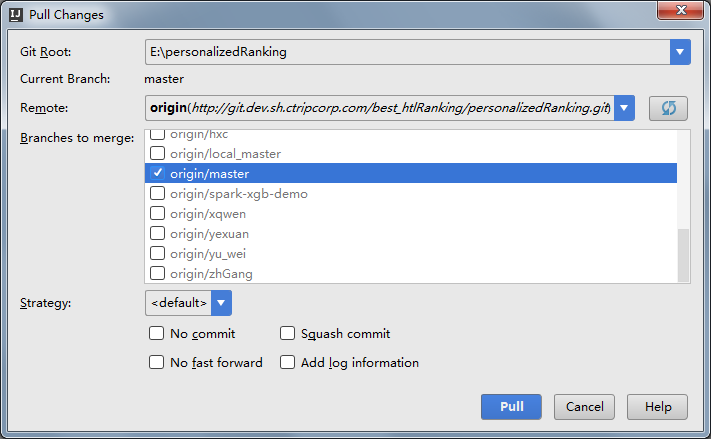 Pull Changes
Git Root: E:\personalizedRanking
Current Branch: master
Remote: origin(http://git.dev.sh.ctripcorp.com/best_htlRanking/personalizedRanking.git)
Branches to merge:
origin/hxc
origin/local_master
origin/master
origin/spark-xgb-demo
origin/xqwen
origin/yexuan
origin/yu_wei
origin/zhGang
Strategy: <default>
No commit Squash commit
No fast forward Add log information
Pull Cancel Help